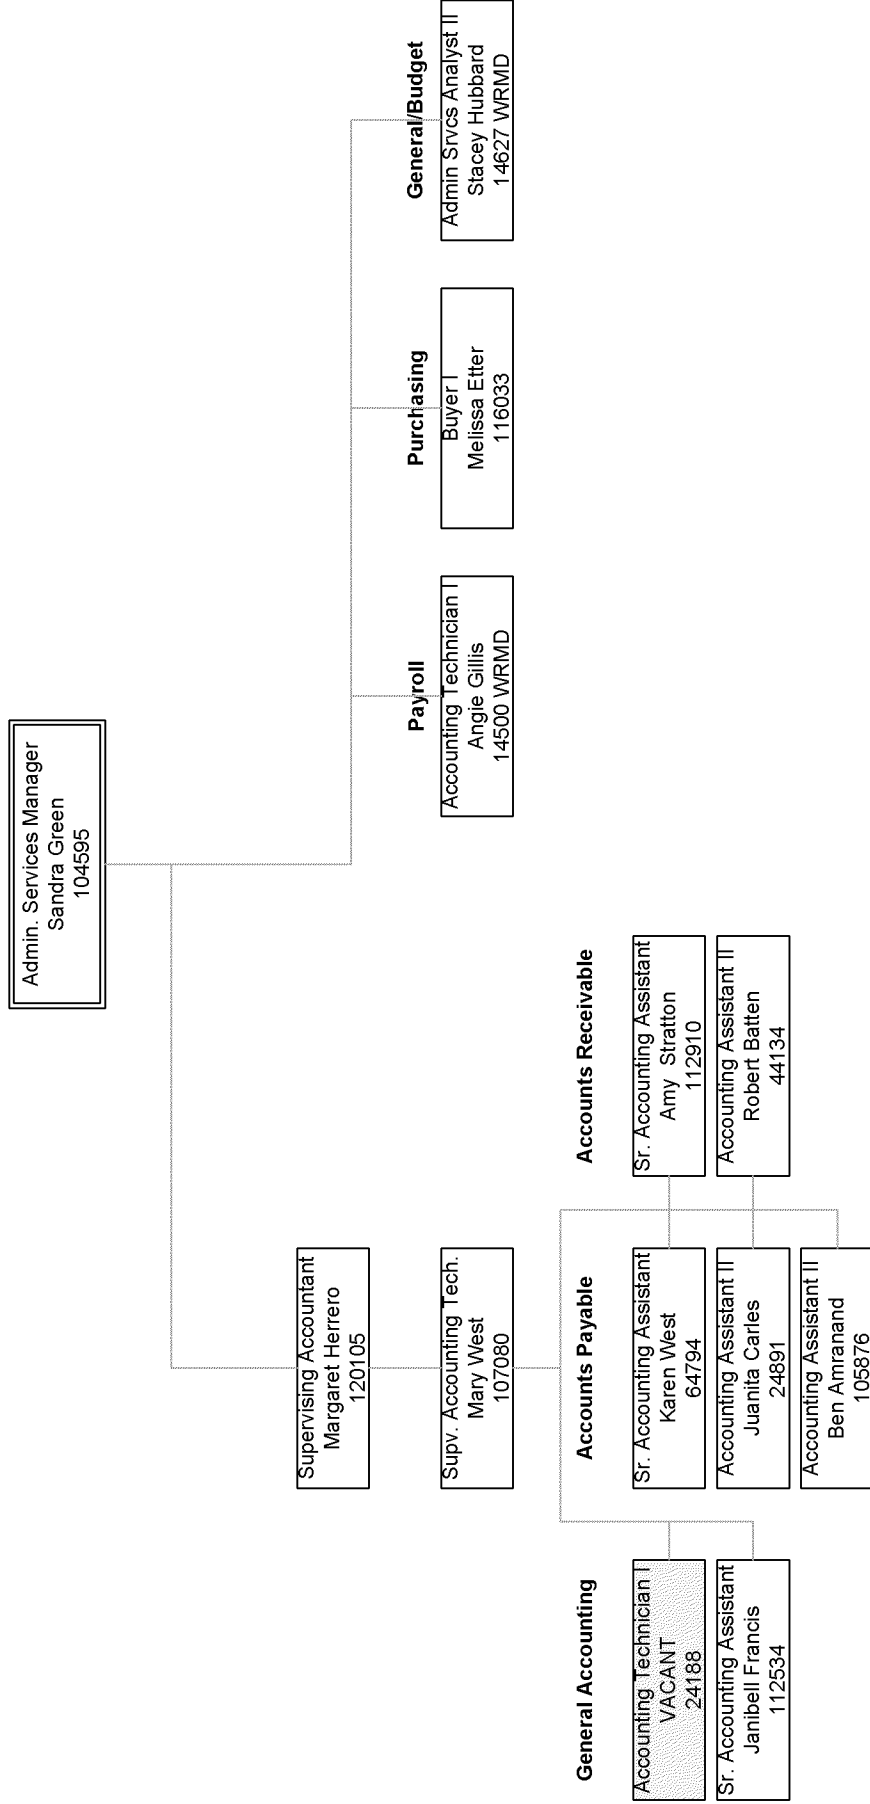 Admin. Services Manager
Sandra Green
104595
Supervising Accountant
Margaret Herrero
120105
Supv. Accounting Tech.
Mary West
107080
Payroll
Accounting Technician I
Angie Gillis
14500 WRMD
Purchasing
Buyer I
Melissa Etter
116033
General/Budget
Admin Srvcs Analyst II
Stacey Hubbard
14627 WRMD
General Accounting
Accounting Technician I
VACANT
24188
Sr. Accounting Assistant
Janibell Francis
112534
Accounts Payable
Sr. Accounting Assistant
Karen West
64794
Accounting Assistant II
Juanita Carles
24891
Accounting Assistant II
Ben Amranand
105876
Accounts Receivable
Sr. Accounting Assistant
Amy Stratton
112910
Accounting Assistant II
Robert Batten
44134